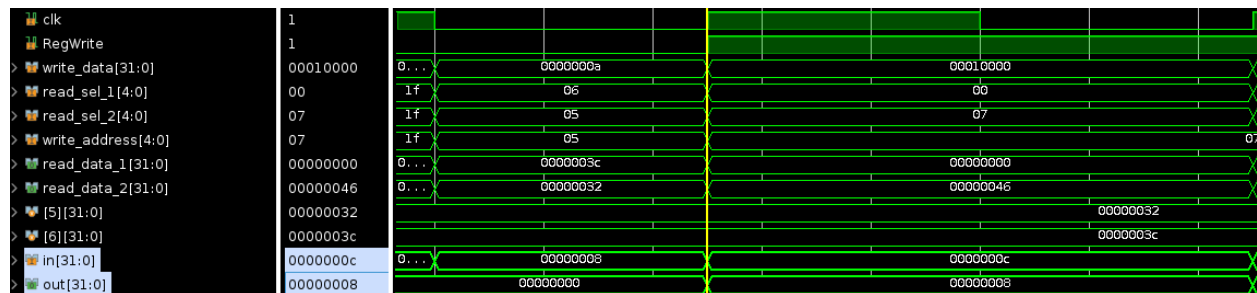 clk 1
RegWrite 1
write_data[31:0] 00010000 0... 0000000a 00010000
read_sel_1[4:0] 00 1f 06 00
read_sel_2[4:0] 07 1f 05 07
write_address[4:0] 07 1f 05 07
read_data_1[31:0] 00000000 0... 0000003c 00000000
read_data_2[31:0] 00000046 0... 00000032 00000046
[5][31:0] 00000032 00000032
[6][31:0] 0000003c 0000003c
in[31:0] 0000000c 0... 00000008 0000000c
out[31:0] 00000008 00000000 00000008